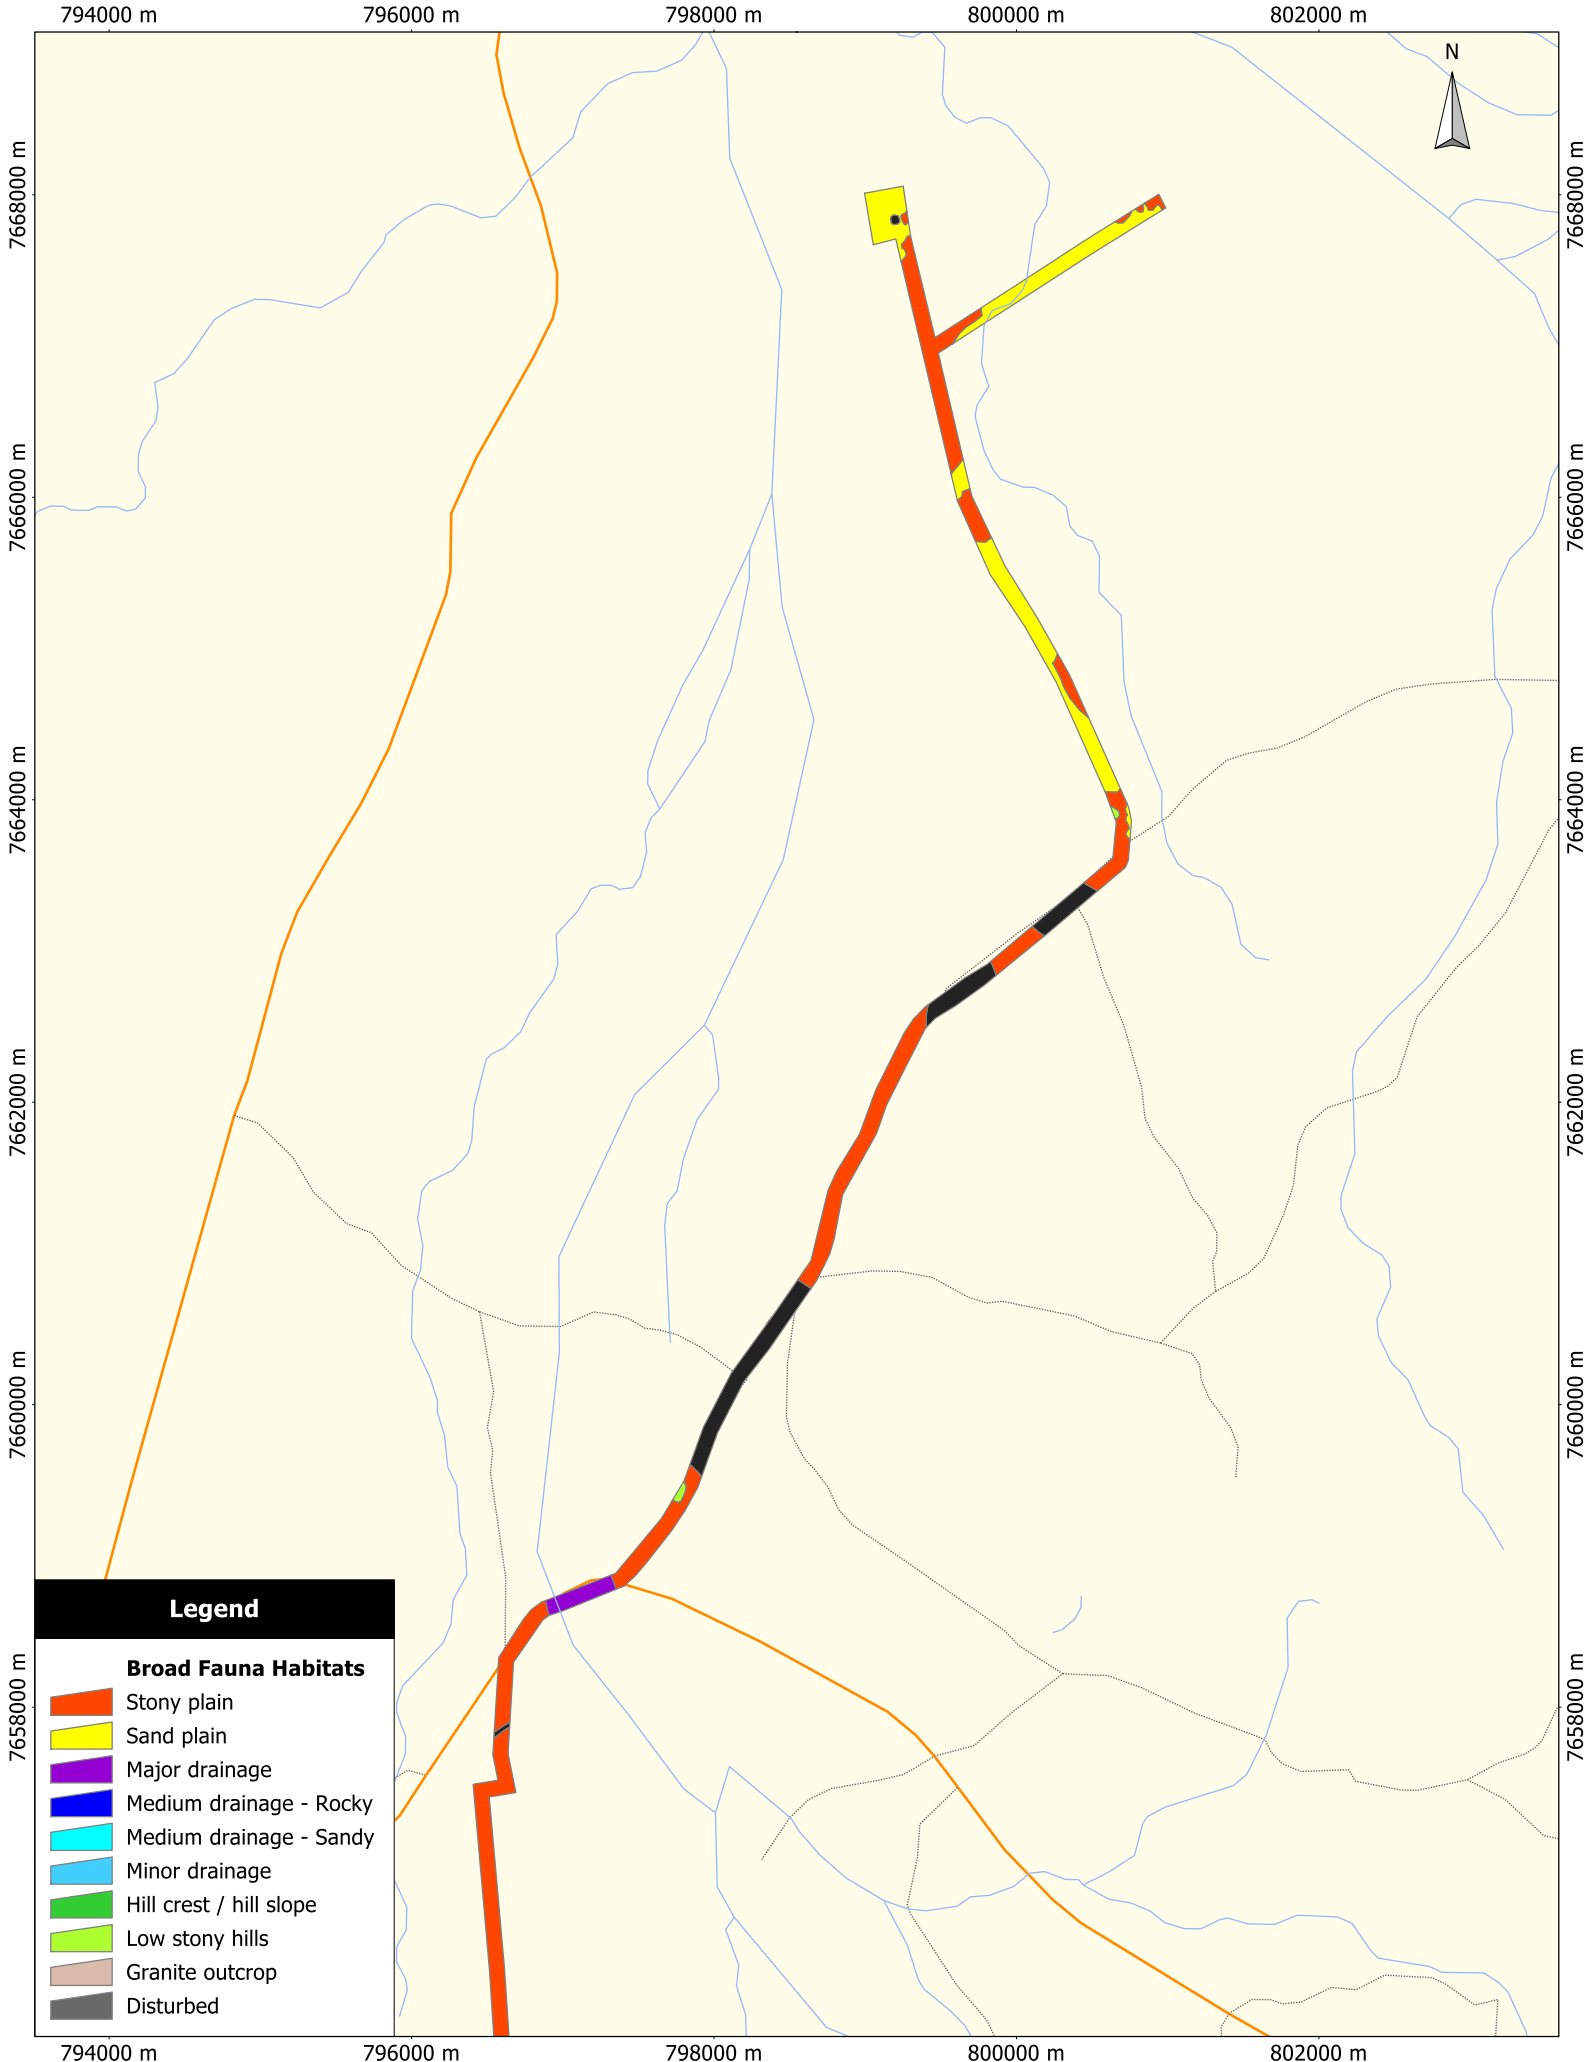 794000 m 796000 m 798000 m 800000 m 802000 m
N
7668000 m 7668000 m
7666000 m 7666000 m
7664000 m 7664000 m
7662000 m 7662000 m
7660000 m 7660000 m
7658000 m
Legend
Broad Fauna Habitats
Stony plain
Sand plain
Major drainage
Medium drainage - Rocky
Medium drainage - Sandy
Minor drainage
Hill crest / hill slope
Low stony hills
Granite outcrop
Disturbed
7658000 m
794000 m 796000 m 798000 m 800000 m 802000 m